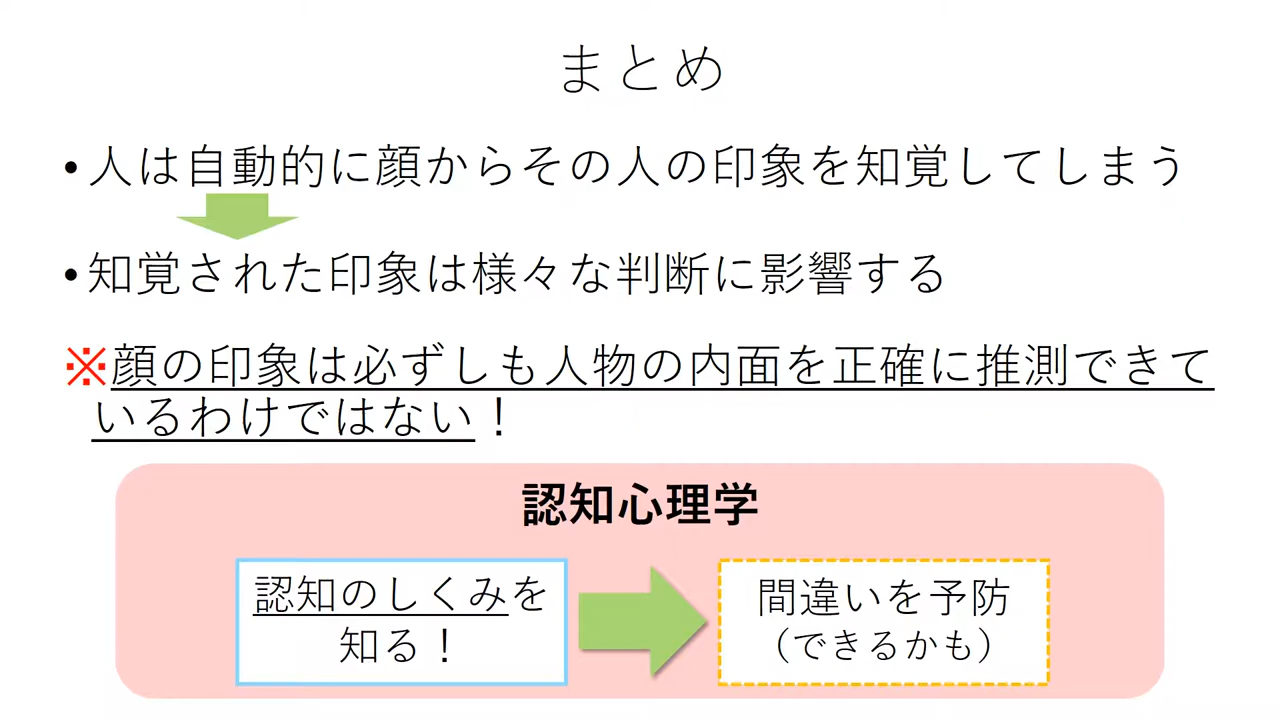 まとめ
•人は自動的に顔からその人の印象を知覚してしまう
•知覚された印象は様々な判断に影響する
※顔の印象は必ずしも人物の内面を正確に推測できて
いるわけではない！
認知心理学
認知のしくみを
知る！
間違いを予防
（できるかも）